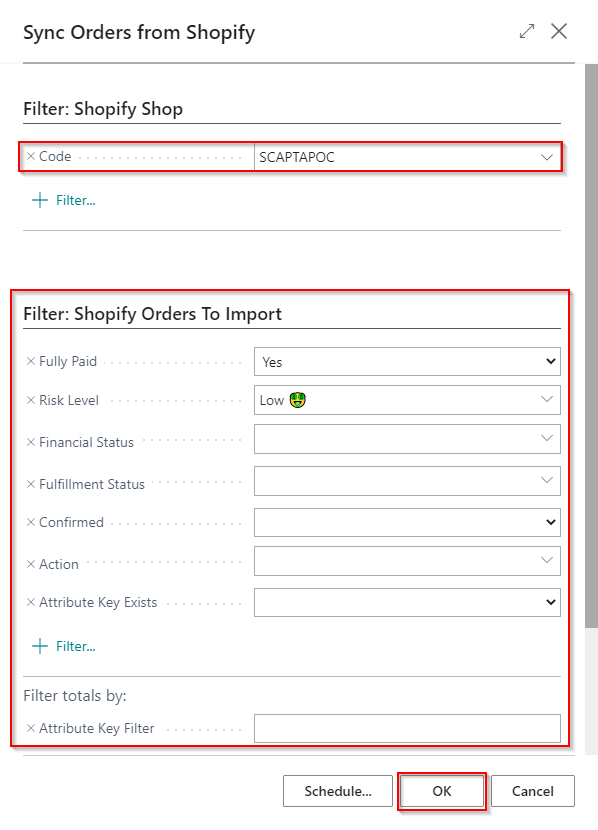 Sync Orders from Shopify
Filter: Shopify Shop
Code SCAPTAPOC
Filter...
Filter: Shopify Orders To Import
Fully Paid Yes
Risk Level Low 🤑
Financial Status
Fulfillment Status
Confirmed
Action
Attribute Key Exists
Filter...
Filter totals by:
Attribute Key Filter
Schedule... OK Cancel